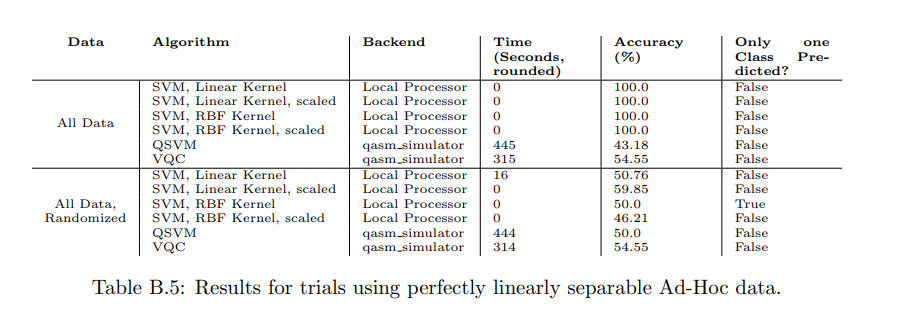 Data Algorithm Backend Time (Seconds, rounded) Accuracy (%) Only one Class Pre-dicted?
All Data
SVM, Linear Kernel Local Processor 0 100.0 False
SVM, Linear Kernel, scaled Local Processor 0 100.0 False
SVM, RBF Kernel Local Processor 0 100.0 False
SVM, RBF Kernel, scaled Local Processor 0 100.0 False
QSVM qasm_simulator 445 43.18 False
VQC qasm_simulator 315 54.55 False
All Data, Randomized
SVM, Linear Kernel Local Processor 16 50.76 False
SVM, Linear Kernel, scaled Local Processor 0 59.85 False
SVM, RBF Kernel Local Processor 0 50.0 True
SVM, RBF Kernel, scaled Local Processor 0 46.21 False
QSVM qasm_simulator 444 50.0 False
VQC qasm_simulator 314 54.55 False
Table B.5: Results for trials using perfectly linearly separable Ad-Hoc data.